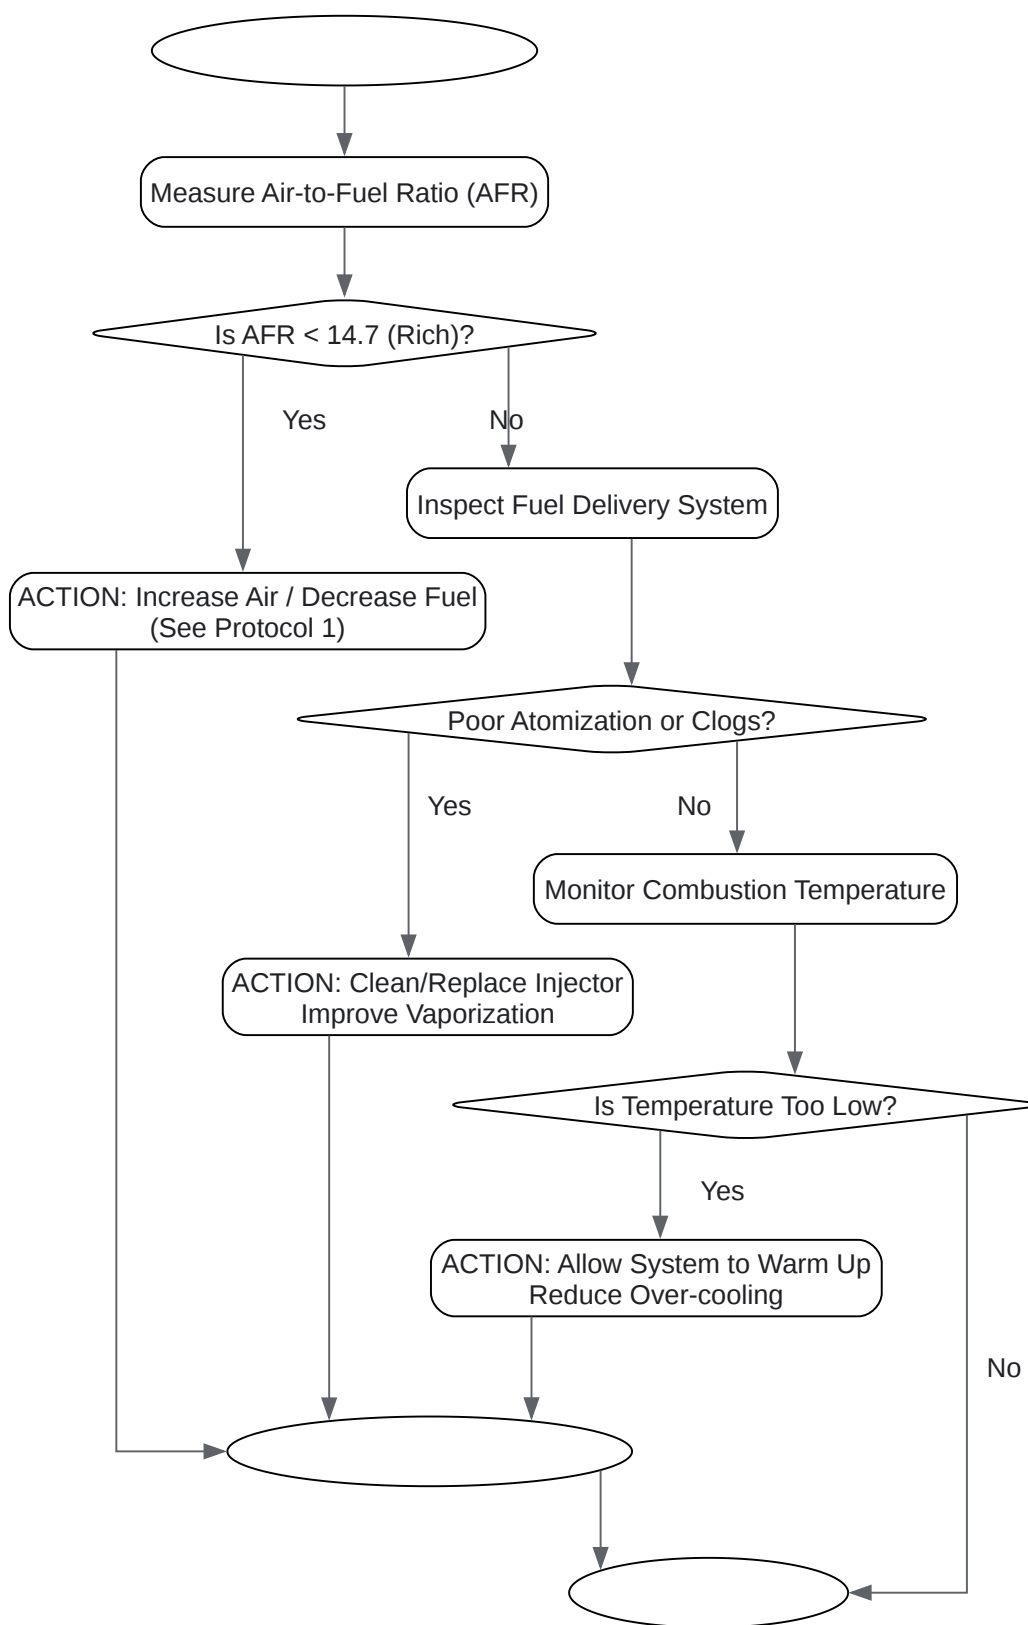 Measure Air-to-Fuel Ratio (AFR)
Is AFR < 14.7 (Rich)?
Yes
No
Inspect Fuel Delivery System
ACTION: Increase Air / Decrease Fuel
(See Protocol 1)
Poor Atomization or Clogs?
Yes
No
Monitor Combustion Temperature
ACTION: Clean/Replace Injector
Improve Vaporization
Is Temperature Too Low?
Yes
ACTION: Allow System to Warm Up
Reduce Over-cooling
No